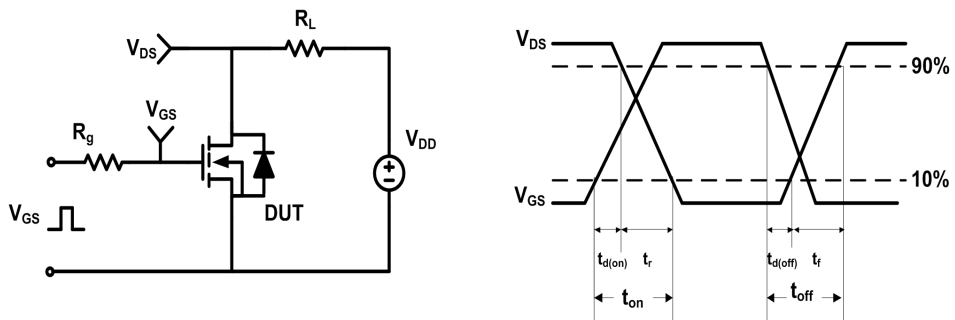 R_L
V_DS
V_GS
R_g
V_DD
+
-
V_GS
DUT
V_DS
90%
10%
V_GS
t_d(on) t_r t_d(off) t_f
t_on t_off